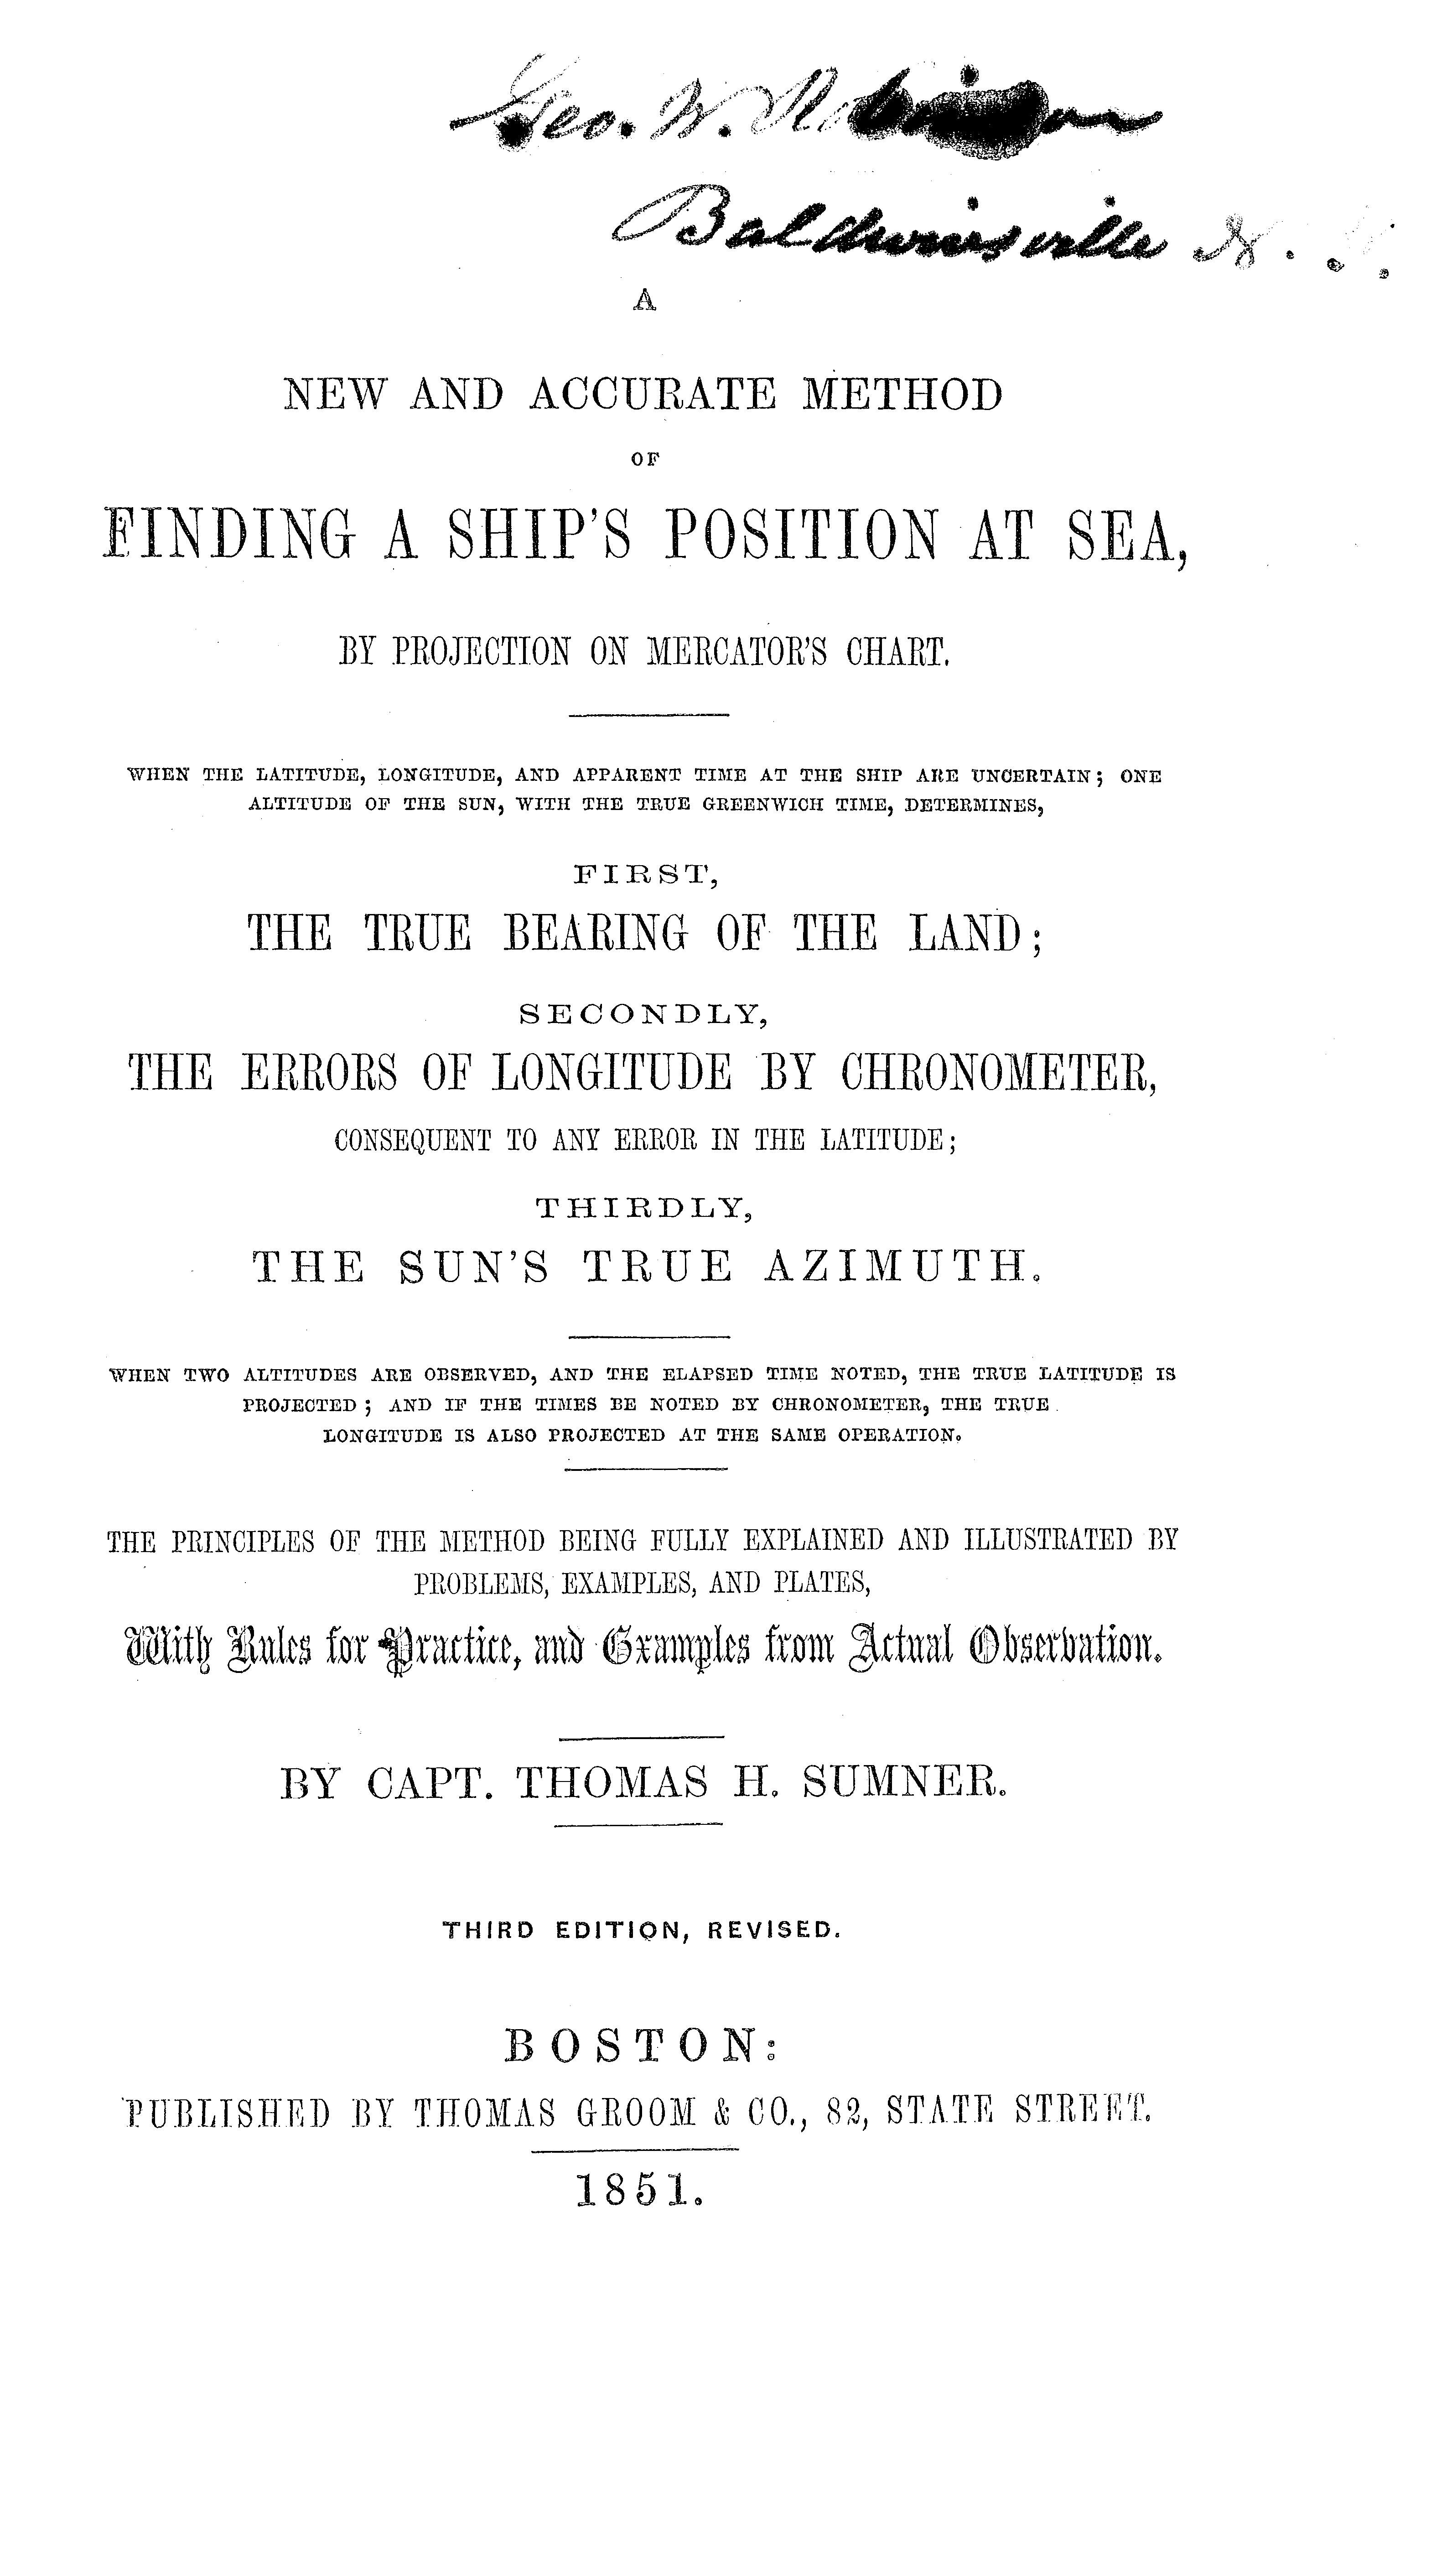 Geo. W. Robinson
Baldwinsville N.
A
NEW AND ACCURATE METHOD
OF
FINDING A SHIP'S POSITION AT SEA,
BY PROJECTION ON MERCATOR'S CHART.
WHEN THE LATITUDE, LONGITUDE, AND APPARENT TIME AT THE SHIP ARE UNCERTAIN; ONE
ALTITUDE OF THE SUN, WITH THE TRUE GREENWICH TIME, DETERMINES,
FIRST,
THE TRUE BEARING OF THE LAND;
SECONDLY,
THE ERRORS OF LONGITUDE BY CHRONOMETER,
CONSEQUENT TO ANY ERROR IN THE LATITUDE;
THIRDLY,
THE SUN'S TRUE AZIMUTH.
WHEN TWO ALTITUDES ARE OBSERVED, AND THE ELAPSED TIME NOTED, THE TRUE LATITUDE IS
PROJECTED; AND IF THE TIMES BE NOTED BY CHRONOMETER, THE TRUE
LONGITUDE IS ALSO PROJECTED AT THE SAME OPERATION.
THE PRINCIPLES OF THE METHOD BEING FULLY EXPLAINED AND ILLUSTRATED BY
PROBLEMS, EXAMPLES, AND PLATES,
With Rules for Practice, and Examples from Actual Observation.
BY CAPT. THOMAS H. SUMNER.
THIRD EDITION, REVISED.
BOSTON:
PUBLISHED BY THOMAS GROOM & CO., 82, STATE STREET.
1851.